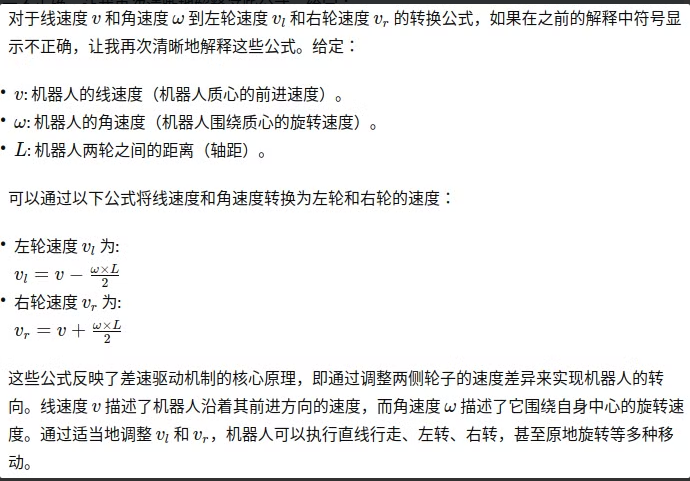 对于线速度 v 和角速度 ω 到左轮速度 v_l 和右轮速度 v_r 的转换公式，如果在之前的解释中符号显
示不正确，让我再次清晰地解释这些公式。给定：
• v: 机器人的线速度（机器人质心的前进速度）。
• ω: 机器人的角速度（机器人围绕质心的旋转速度）。
• L: 机器人两轮之间的距离（轴距）。
可以通过以下公式将线速度和角速度转换为左轮和右轮的速度：
• 左轮速度 v_l 为:
v_l = v − \frac{ω×L}{2}
• 右轮速度 v_r 为:
v_r = v + \frac{ω×L}{2}
这些公式反映了差速驱动机制的核心原理，即通过调整两侧轮子的速度差异来实现机器人的转
向。线速度 v 描述了机器人沿着其前进方向的速度，而角速度 ω 描述了它围绕自身中心的旋转速
度。通过适当地调整 v_l 和 v_r，机器人可以执行直线行走、左转、右转，甚至原地旋转等多种移
动。